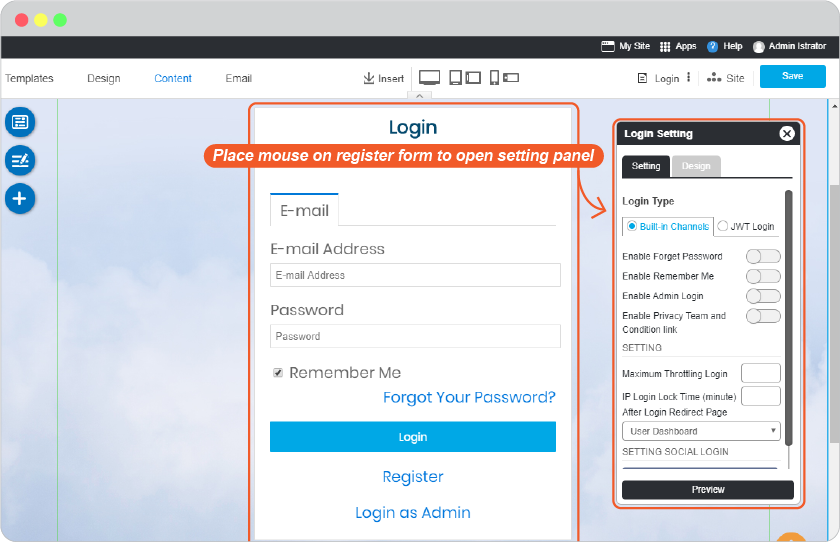 My Site Apps ? Help Admin Istrator
Templates Design Content Email Insert Login Site Save
Login
Place mouse on register form to open setting panel
E-mail
E-mail Address
E-mail Address
Password
Password
Remember Me
Forgot Your Password?
Login
Register
Login as Admin
Login Setting
Setting Design
Login Type
Built-in Channels JWT Login
Enable Forget Password
Enable Remember Me
Enable Admin Login
Enable Privacy Team and
Condition link
SETTING
Maximum Throttling Login
IP Login Lock Time (minute)
After Login Redirect Page
User Dashboard
SETTING SOCIAL LOGIN
Preview